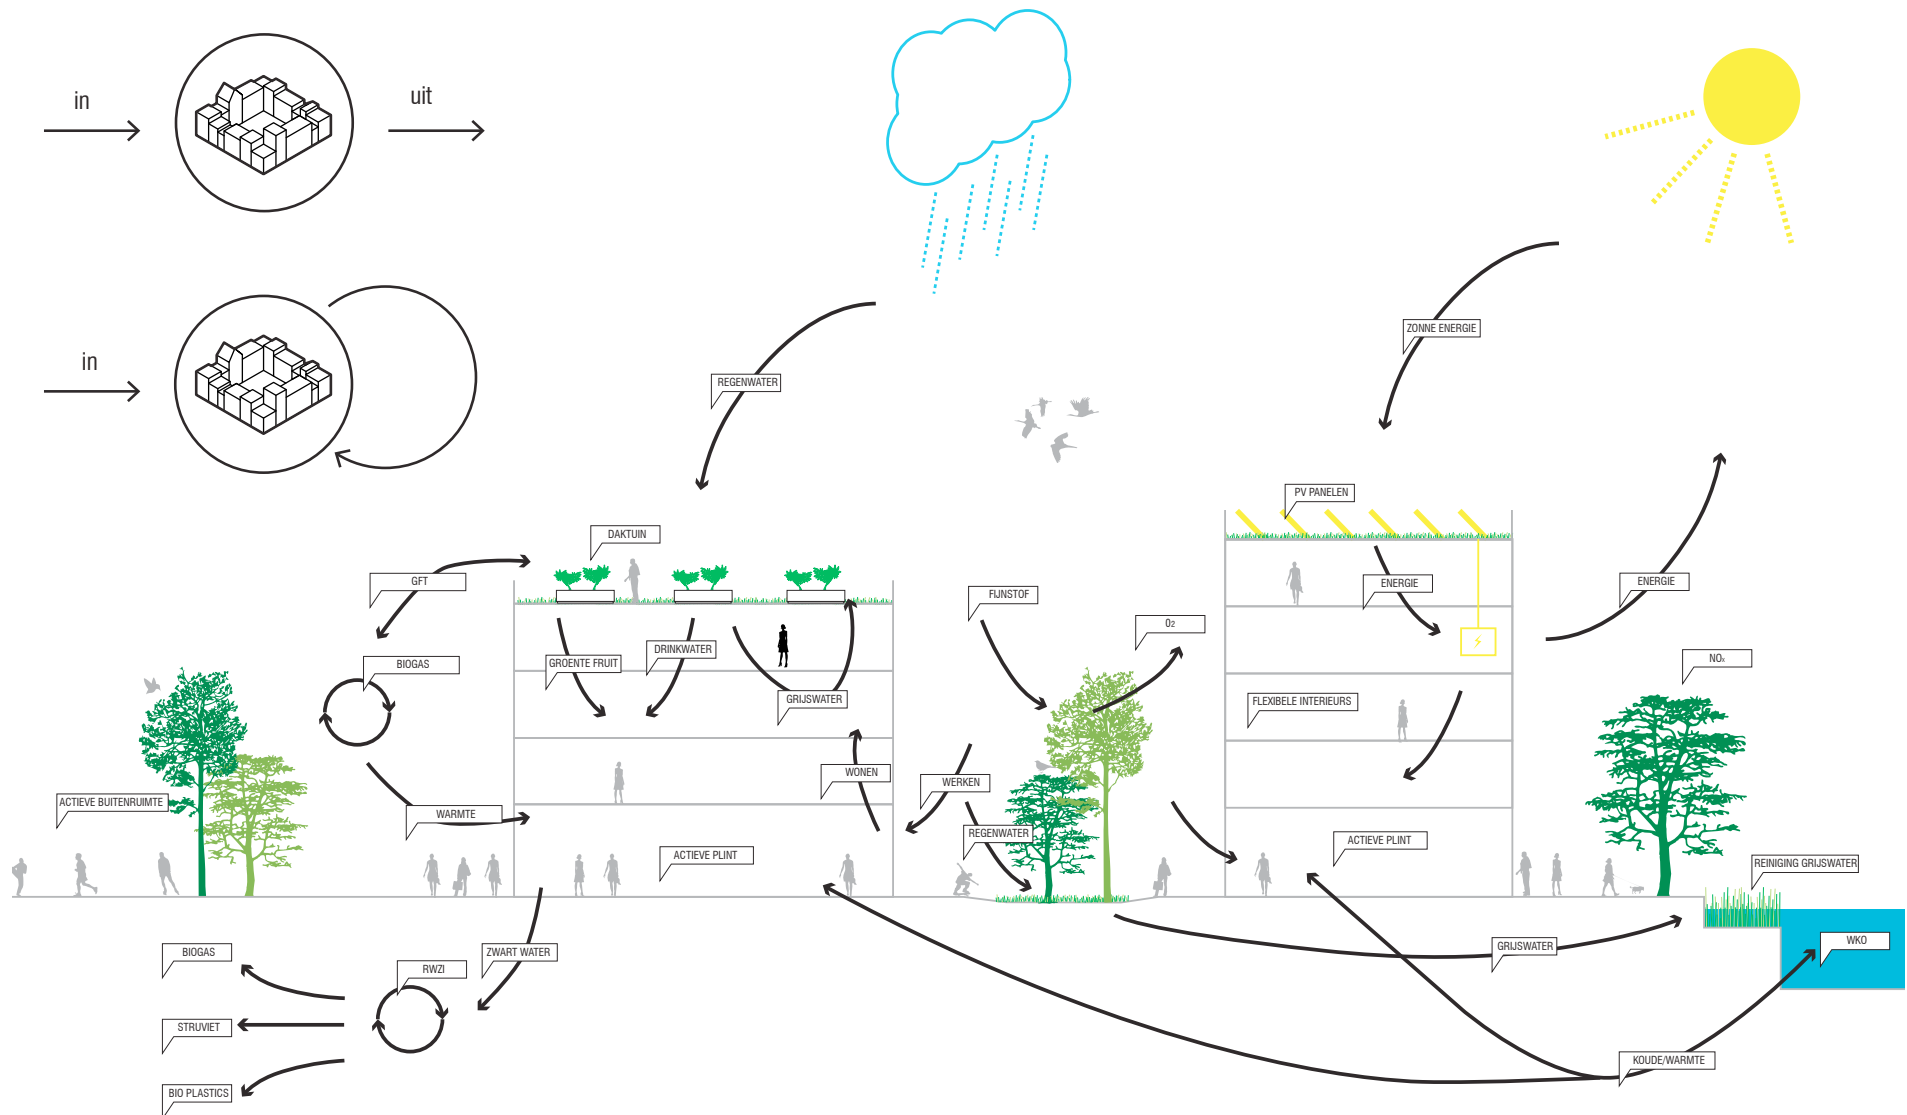 in
uit
in
REGENWATER
ZONNE ENERGIE
PV PANELEN
DAKTUIN
GFT
ENERGIE
ENERGIE
FIJNSTOF
O2
BIOGAS
GROENTE FRUIT
DRINKWATER
GRIJSWATER
NOx
FLEXIBELE INTERIEURS
WONEN
WERKEN
ACTIEVE BUITENRUIMTE
WARMTE
REGENWATER
ACTIEVE PLINT
ACTIEVE PLINT
REINIGING GRIJSWATER
BIOGAS
RWZI
ZWART WATER
GRIJSWATER
WKO
STRUVIET
KOUDE/WARMTE
BIO PLASTICS